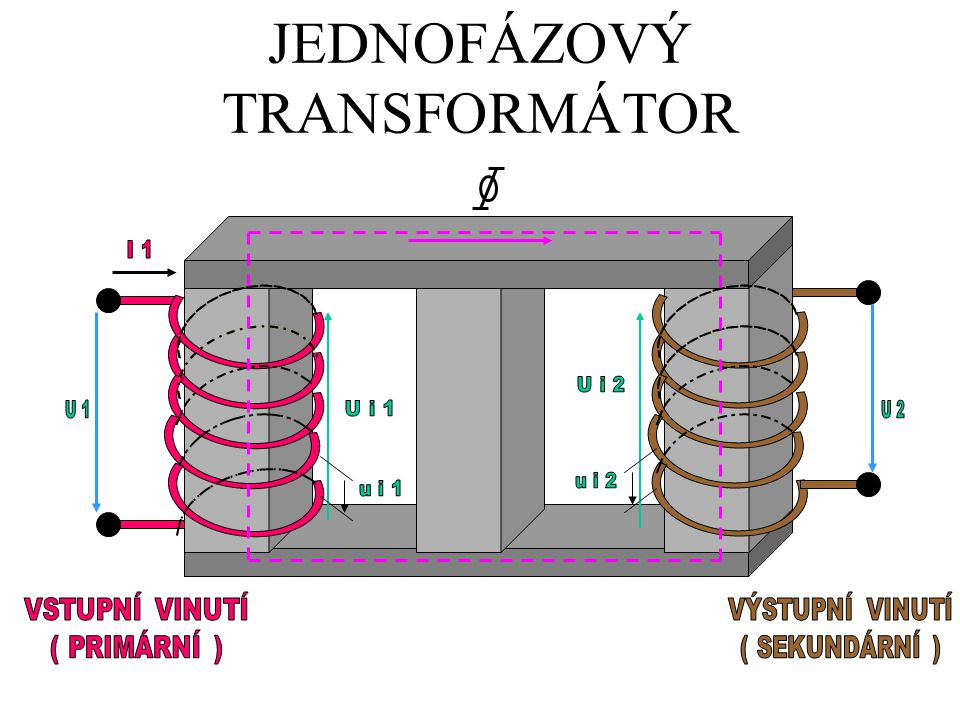 JEDNOFÁZOVÝ
TRANSFORMÁTOR
Φ
I 1
U i 2
U 1
U i 1
U 2
u i 1
u i 2
VSTUPNÍ VINUTÍ
( PRIMÁRNÍ )
VÝSTUPNÍ VINUTÍ
( SEKUNDÁRNÍ )